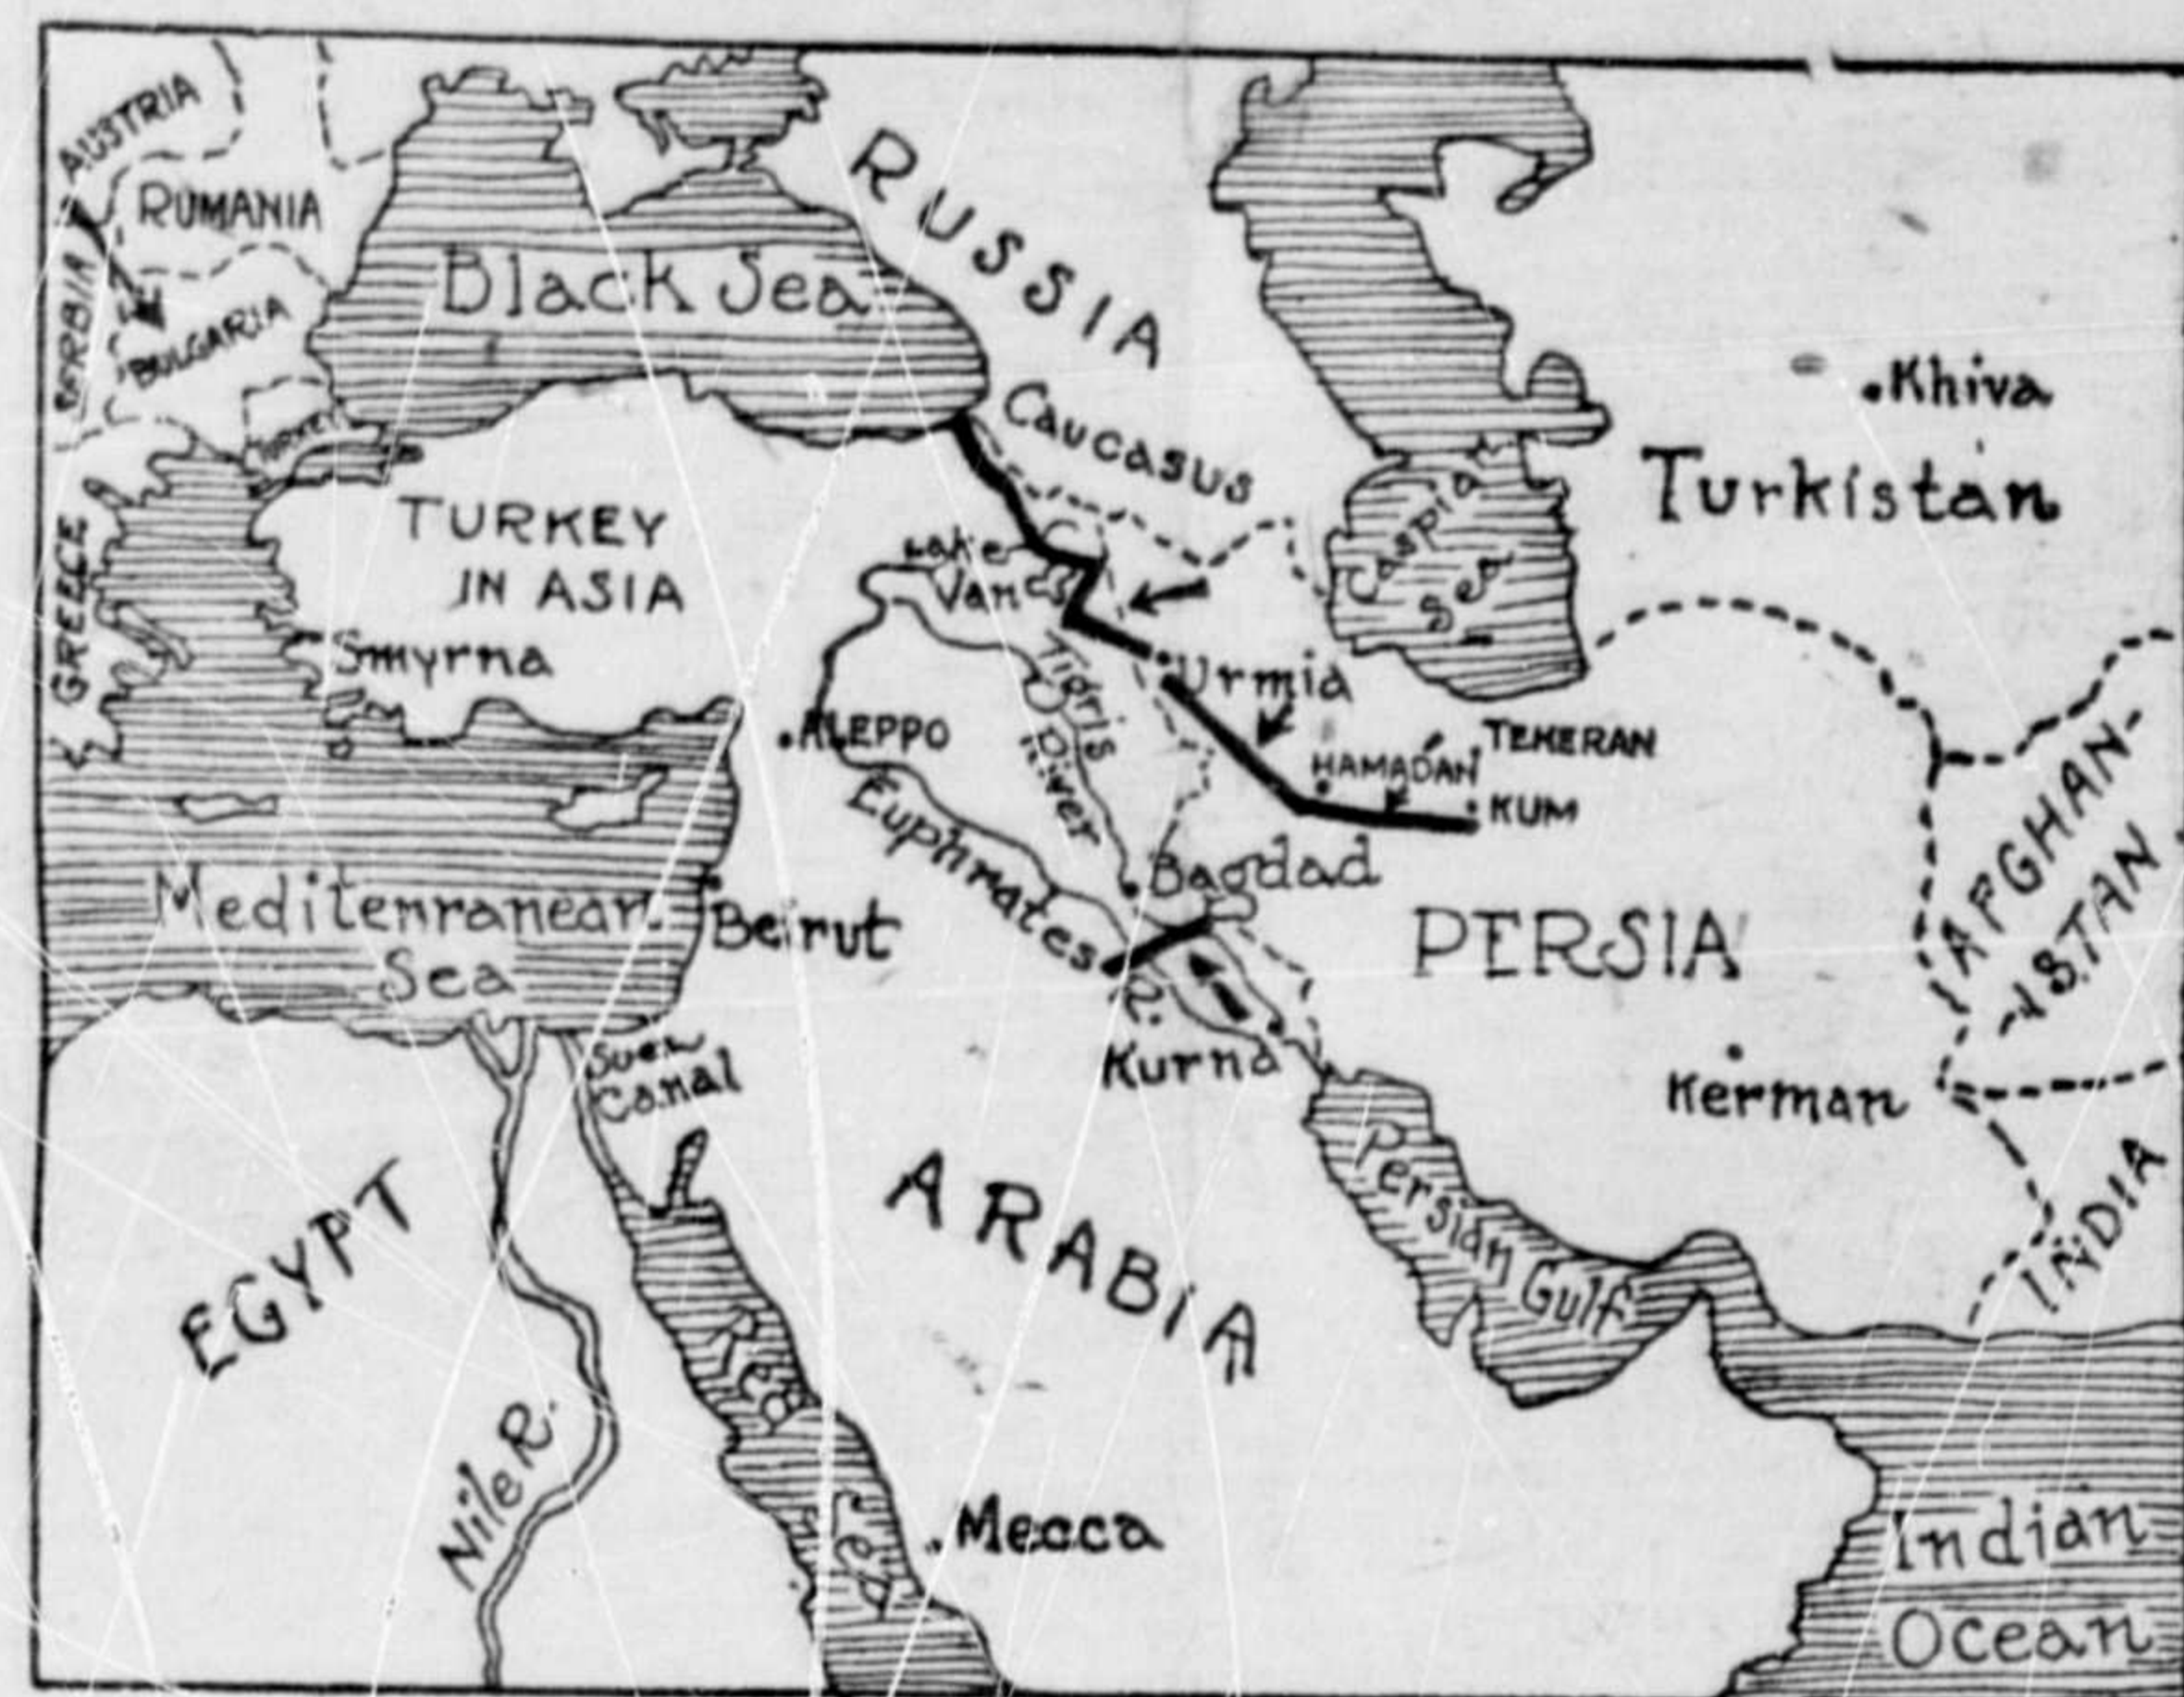 AUSTRIA
RUMANIA
SERBIA
BULGARIA
GREECE
Black Sea
RUSSIA
Caucasus
Caspian
Sea
Khiva
Turkistan
TURKEY
IN ASIA
Lake
Van
Smyrna
Urmia
Tigris
River
ALEPPO
HAMADAN
TEHERAN
KUM
Euphrates
R.
Bagdad
Mediterranean
Sea
Beirut
PERSIA
AFGHAN-
-ISTAN
Suez
Canal
Kurna
Kerman
INDIA
EGYPT
ARABIA
Persian
Gulf
Nile R.
Red
Sea
Mecca
Indian
Ocean